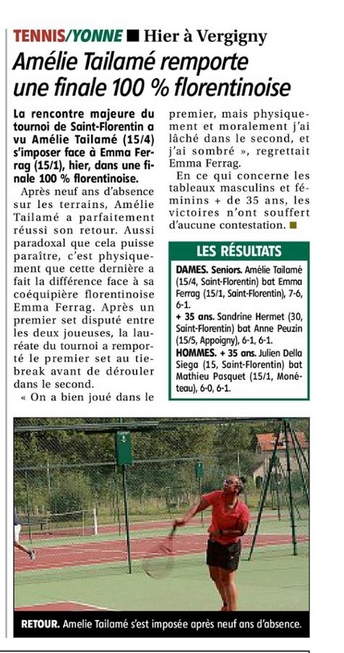 TENNIS/YONNE ■ Hier à Vergigny
Amélie Tailamé remporte
une finale 100 % florentinoise
La rencontre majeure du
tournoi de Saint-Florentin a
vu Amélie Tailamé (15/4)
s'imposer face à Emma Fer-
rag (15/1), hier, dans une fi-
nale 100 % florentinoise.
Après neuf ans d'absence
sur les terrains, Amélie
Tailamé a parfaitement
réussi son retour. Aussi
paradoxal que cela puisse
paraître, c'est physique-
ment que cette dernière a
fait la différence face à sa
coéquipière florentinoise
Emma Ferrag. Après un
premier set disputé entre
les deux joueuses, la lau-
réate du tournoi a rempor-
té le premier set au tie-
break avant de dérouler
dans le second.
« On a bien joué dans le
premier, mais physique-
ment et moralement j'ai
lâché dans le second, et
j'ai sombré », regrettait
Emma Ferrag.
En ce qui concerne les
tableaux masculins et fé-
minins + de 35 ans, les
victoires n'ont souffert
d'aucune contestation. ■
LES RÉSULTATS
DAMES. Seniors. Amélie Tailamé
(15/4, Saint-Florentin) bat Emma
Ferrag (15/1, Saint-Florentin), 7-6,
6-1.
+ 35 ans. Sandrine Hermet (30,
Saint-Florentin) bat Anne Peuzin
(15/5, Appoigny), 6-1, 6-1.
HOMMES. + 35 ans. Julien Della
Siega (15, Saint-Florentin) bat
Mathieu Pasquet (15/1, Moné-
teau), 6-0, 6-1.
RETOUR. Amelie Tailamé s'est imposée après neuf ans d'absence.